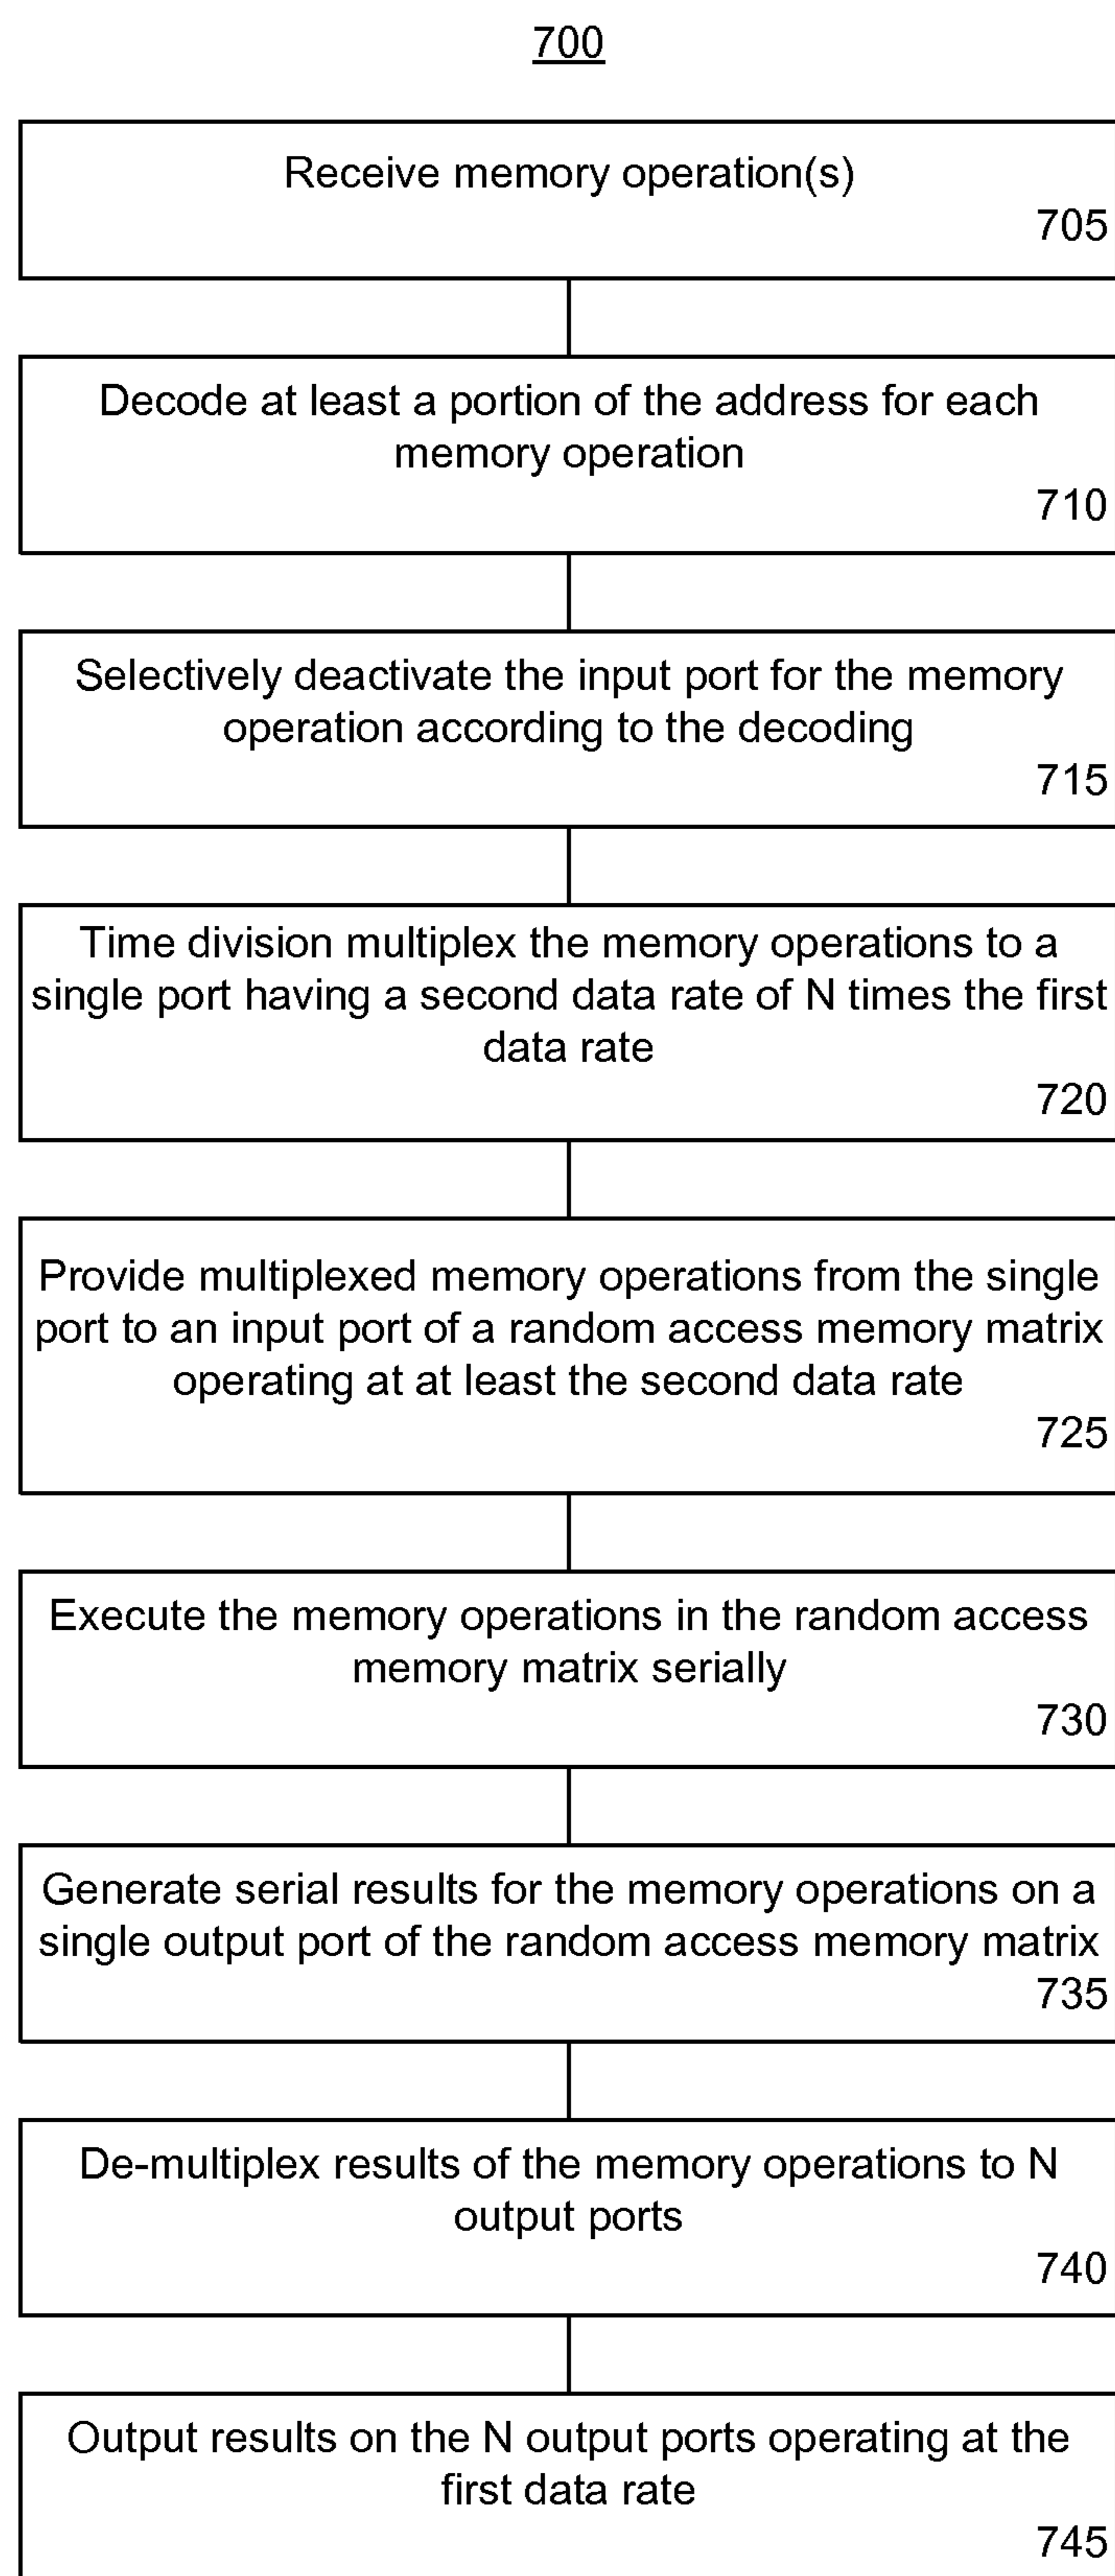 700
Receive memory operation(s)
705
Decode at least a portion of the address for each
memory operation
710
Selectively deactivate the input port for the memory
operation according to the decoding
715
Time division multiplex the memory operations to a
single port having a second data rate of N times the first
data rate
720
Provide multiplexed memory operations from the single
port to an input port of a random access memory matrix
operating at at least the second data rate
725
Execute the memory operations in the random access
memory matrix serially
730
Generate serial results for the memory operations on a
single output port of the random access memory matrix
735
De-multiplex results of the memory operations to N
output ports
740
Output results on the N output ports operating at the
first data rate
745